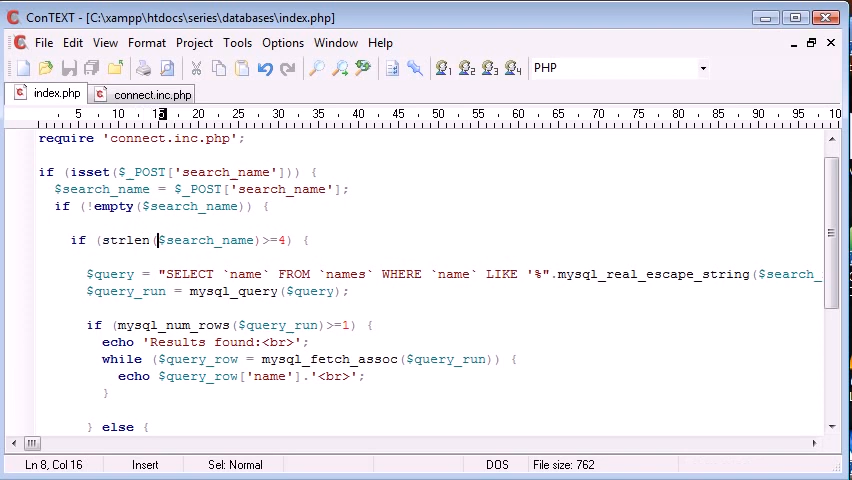 ConTEXT - [C:\xampp\htdocs\series\databases\index.php]
File Edit View Format Project Tools Options Window Help
1 2 3 4 PHP
index.php connect.inc.php
5 10 15 20 25 30 35 40 45 50 55 60 65 70 75 80 85 90 95 10
require 'connect.inc.php';
if (isset($_POST['search_name'])) {
$search_name = $_POST['search_name'];
if (!empty($search_name)) {
if (strlen($search_name)>=4) {
$query = "SELECT `name` FROM `names` WHERE `name` LIKE '%".mysql_real_escape_string($search_
$query_run = mysql_query($query);
if (mysql_num_rows($query_run)>=1) {
echo 'Results found:<br>';
while ($query_row = mysql_fetch_assoc($query_run)) {
echo $query_row['name'].'<br>';
}
} else {
Ln 8, Col 16 Insert Sel: Normal DOS File size: 762